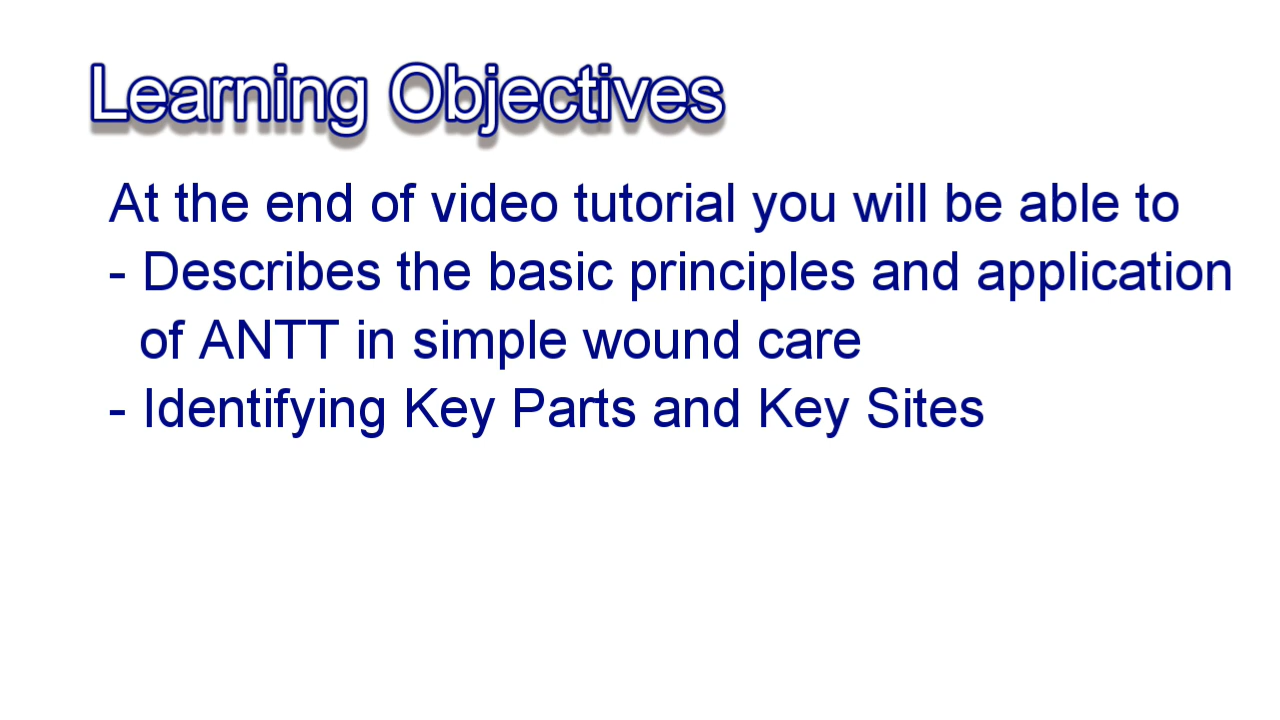 Learning Objectives
At the end of video tutorial you will be able to
- Describes the basic principles and application
of ANTT in simple wound care
- Identifying Key Parts and Key Sites